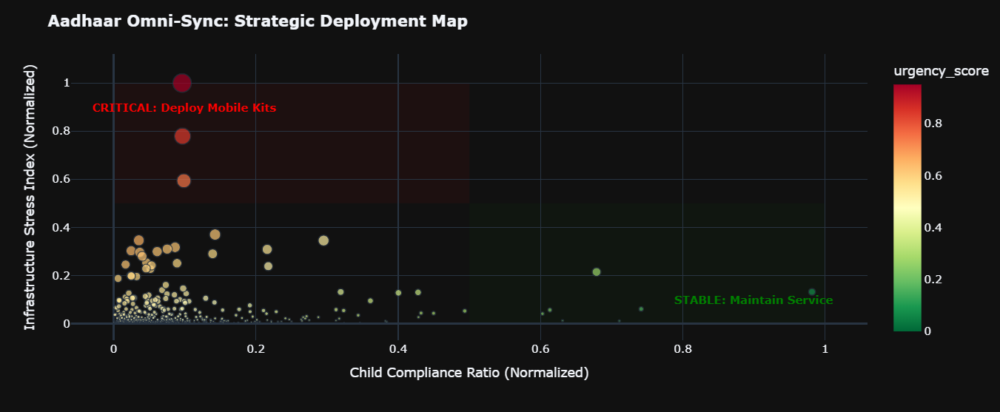 Aadhaar Omni-Sync: Strategic Deployment Map
urgency_score
Infrastructure Stress Index (Normalized)
1
0.8
0.6
0.4
0.2
0
CRITICAL: Deploy Mobile Kits
STABLE: Maintain Service
0
0.2
0.4
0.6
0.8
1
Child Compliance Ratio (Normalized)
0.8
0.6
0.4
0.2
0